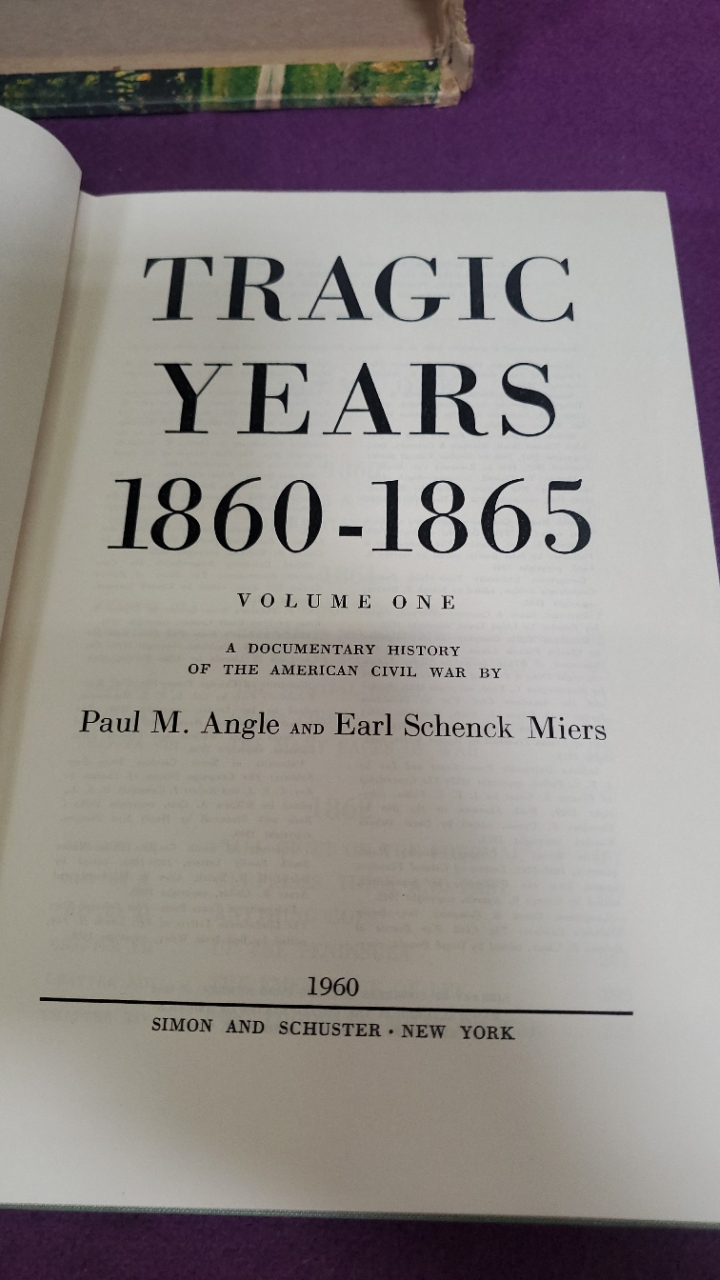 TRAGIC
YEARS
1860-1865
VOLUME ONE
A DOCUMENTARY HISTORY
OF THE AMERICAN CIVIL WAR BY
Paul M. Angle AND Earl Schenck Miers
1960
SIMON AND SCHUSTER · NEW YORK